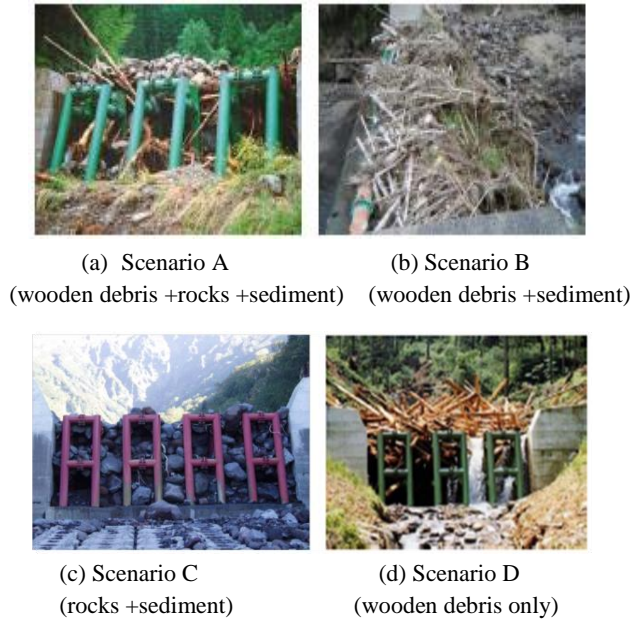 (a) Scenario A
(wooden debris +rocks +sediment)
(b) Scenario B
(wooden debris +sediment)
(c) Scenario C
(rocks +sediment)
(d) Scenario D
(wooden debris only)